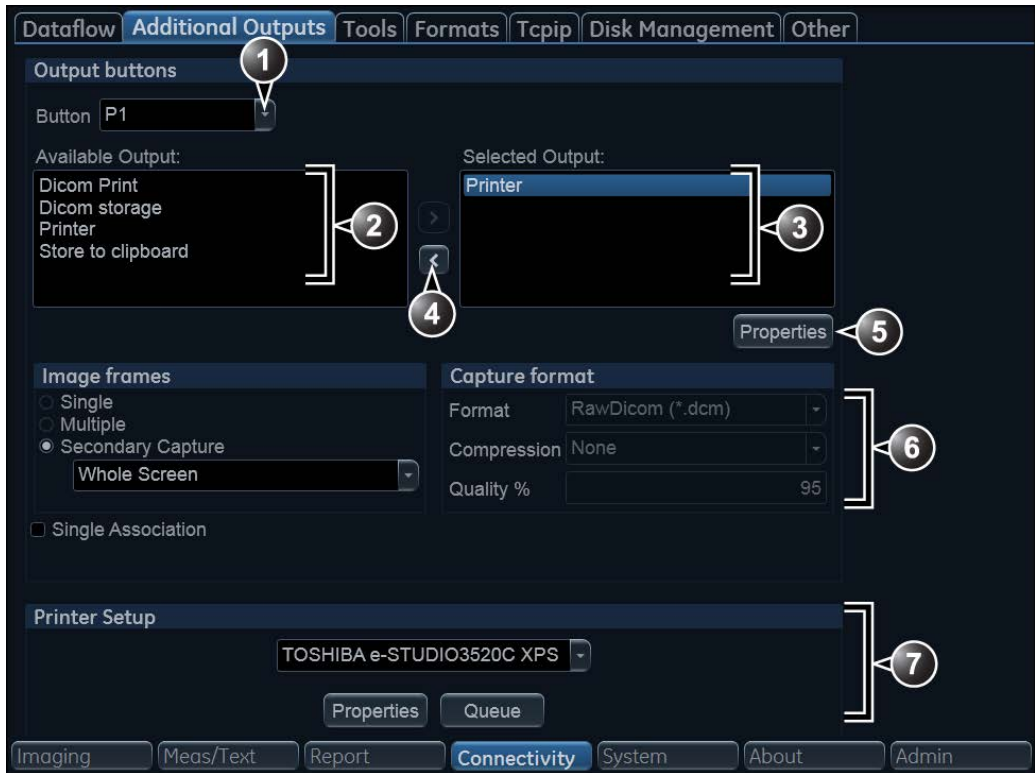 Dataflow Additional Outputs Tools Formats Tcpip Disk Management Other
Output buttons
1
Button P1
Available Output:
Selected Output:
Dicom Print
Dicom storage
Printer
Store to clipboard
2
Printer
3
>
<
4
Properties
5
Image frames
Single
Multiple
Secondary Capture
Whole Screen
Single Association
Capture format
Format RawDicom (*.dcm)
Compression None
Quality % 95
6
Printer Setup
TOSHIBA e-STUDIO3520C XPS
Properties Queue
7
Imaging Meas/Text Report Connectivity System About Admin